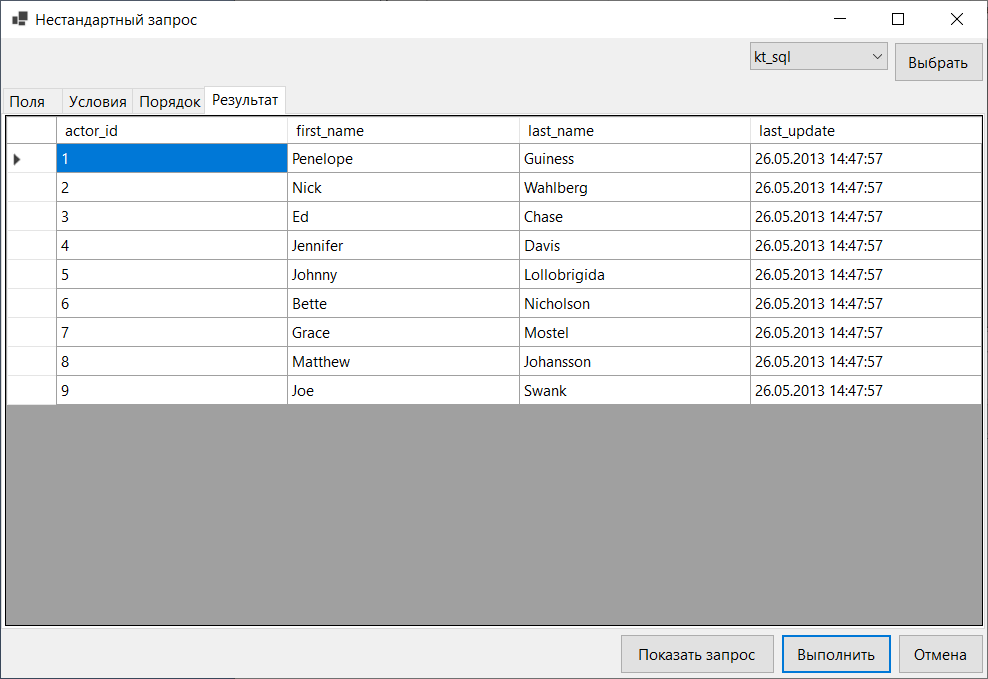 Нестандартный запрос
kt_sql Выбрать
Поля Условия Порядок Результат
actor_id first_name last_name last_update
1 Penelope Guiness 26.05.2013 14:47:57
2 Nick Wahlberg 26.05.2013 14:47:57
3 Ed Chase 26.05.2013 14:47:57
4 Jennifer Davis 26.05.2013 14:47:57
5 Johnny Lollobrigida 26.05.2013 14:47:57
6 Bette Nicholson 26.05.2013 14:47:57
7 Grace Mostel 26.05.2013 14:47:57
8 Matthew Johansson 26.05.2013 14:47:57
9 Joe Swank 26.05.2013 14:47:57
Показать запрос Выполнить Отмена